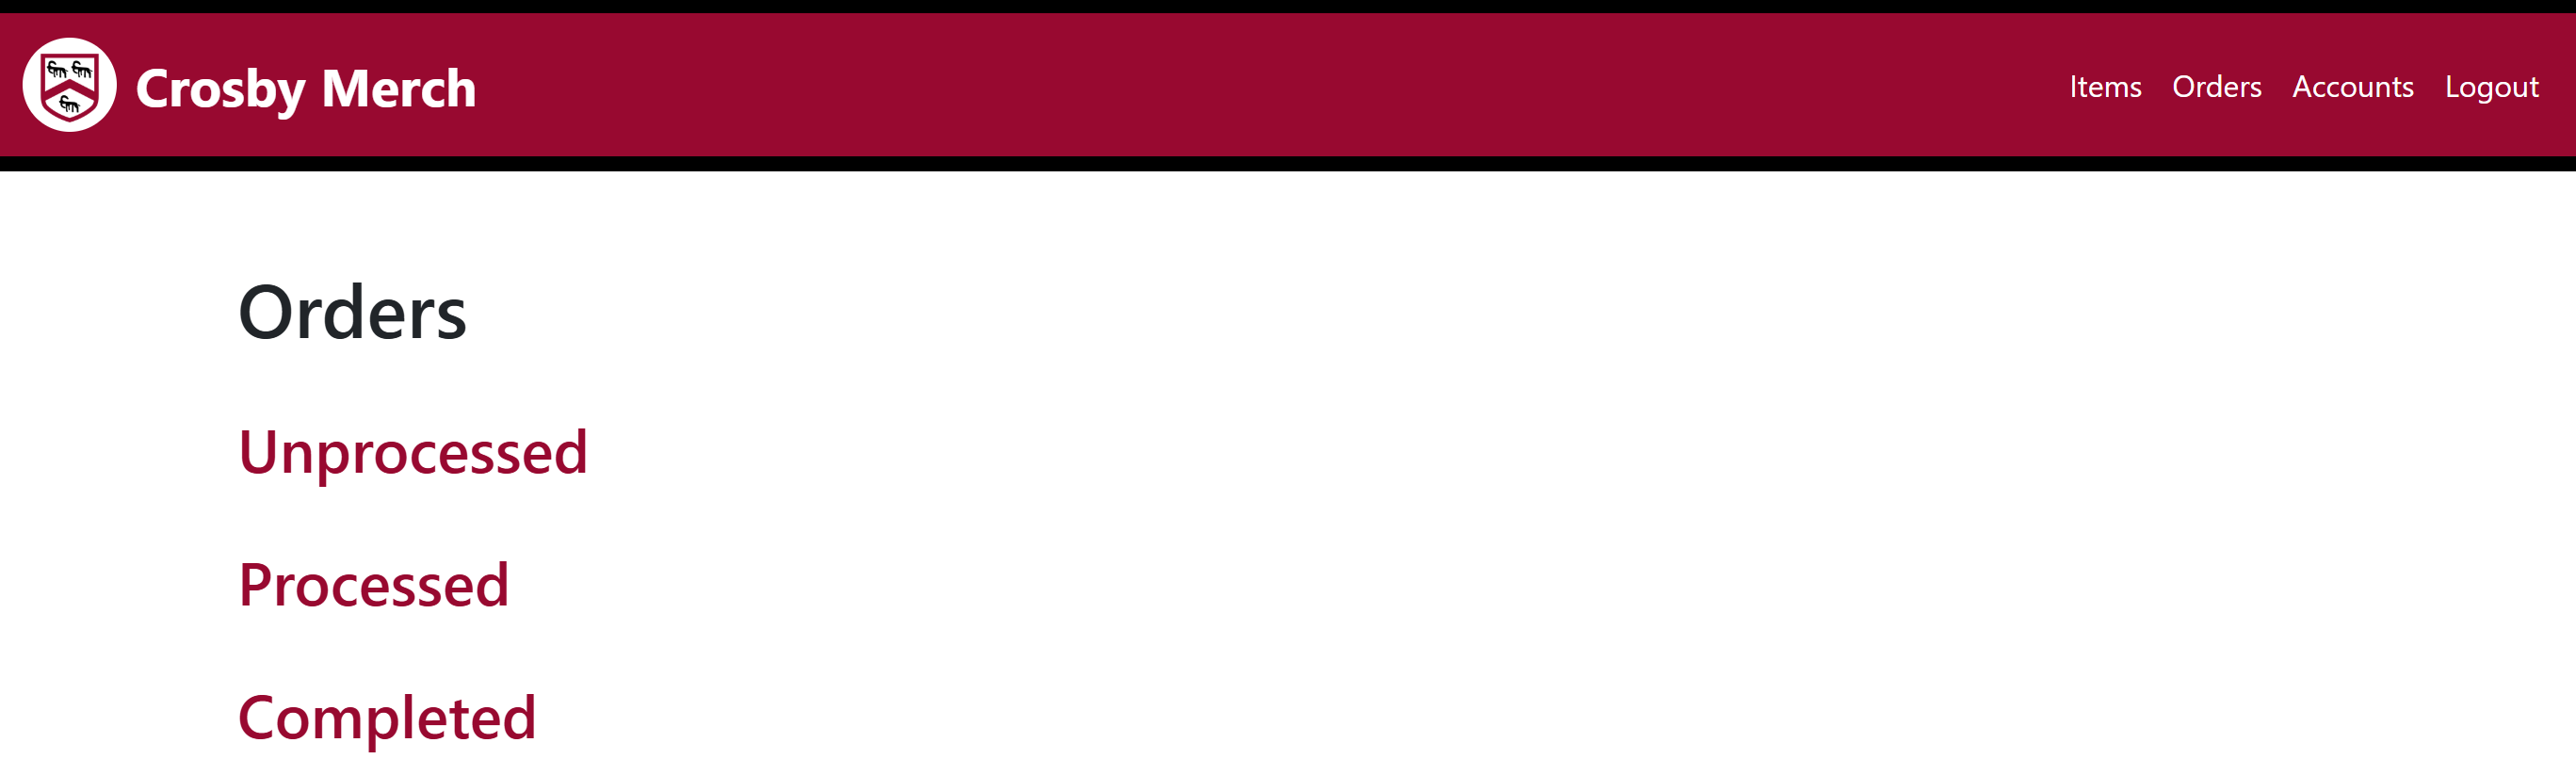 Crosby Merch
Items Orders Accounts Logout
Orders
Unprocessed
Processed
Completed